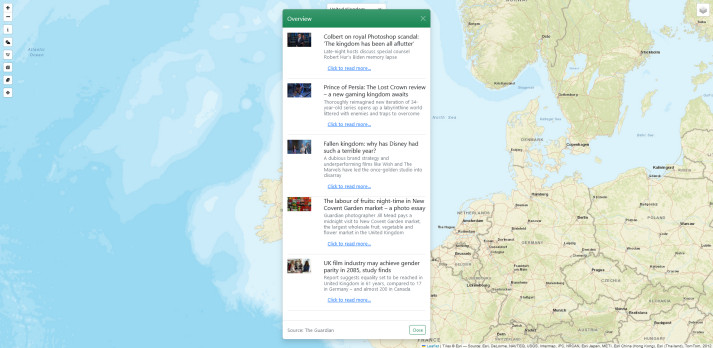 United Kingdom
Overview
Colbert on royal Photoshop scandal:
'The kingdom has been all aflutter'
Late-night hosts discuss special counsel
Robert Hur's Biden memory lapse
Click to read more...
Prince of Persia: The Lost Crown review
– a new gaming kingdom awaits
Thoroughly reimagined new iteration of 34-
year-old series opens up a labyrinthine world
littered with enemies and traps to overcome
Click to read more...
Fallen kingdom: why has Disney had
such a terrible year?
A dubious brand strategy and
underperforming films like Wish and The
Marvels have led the once-golden studio into
disarray
Click to read more...
The labour of fruits: night-time in New
Covent Garden market – a photo essay
Guardian photographer Jill Mead pays a
midnight visit to New Covent Garden market,
the largest wholesale fruit, vegetable and
flower market in the United Kingdom
Click to read more...
UK film industry may achieve gender
parity in 2085, study finds
Report suggests equality set to be reached in
United Kingdom in 61 years, compared to 17
in Germany – and almost 200 in Canada
Click to read more...
Source: The Guardian
Close
DENMARK
NETHERLANDS
GERMANY
POLAND
BELGIUM
CZECHIA
SLOVAKIA
AUSTRIA
FRANCE
Stockholm
Kaliningrad
Leaflet | Tiles © Esri — Source: Esri, DeLorme, NAVTEQ, USGS, Intermap, iPC, NRCAN, Esri Japan, METI, Esri China (Hong Kong), Esri (Thailand), TomTom, 2012